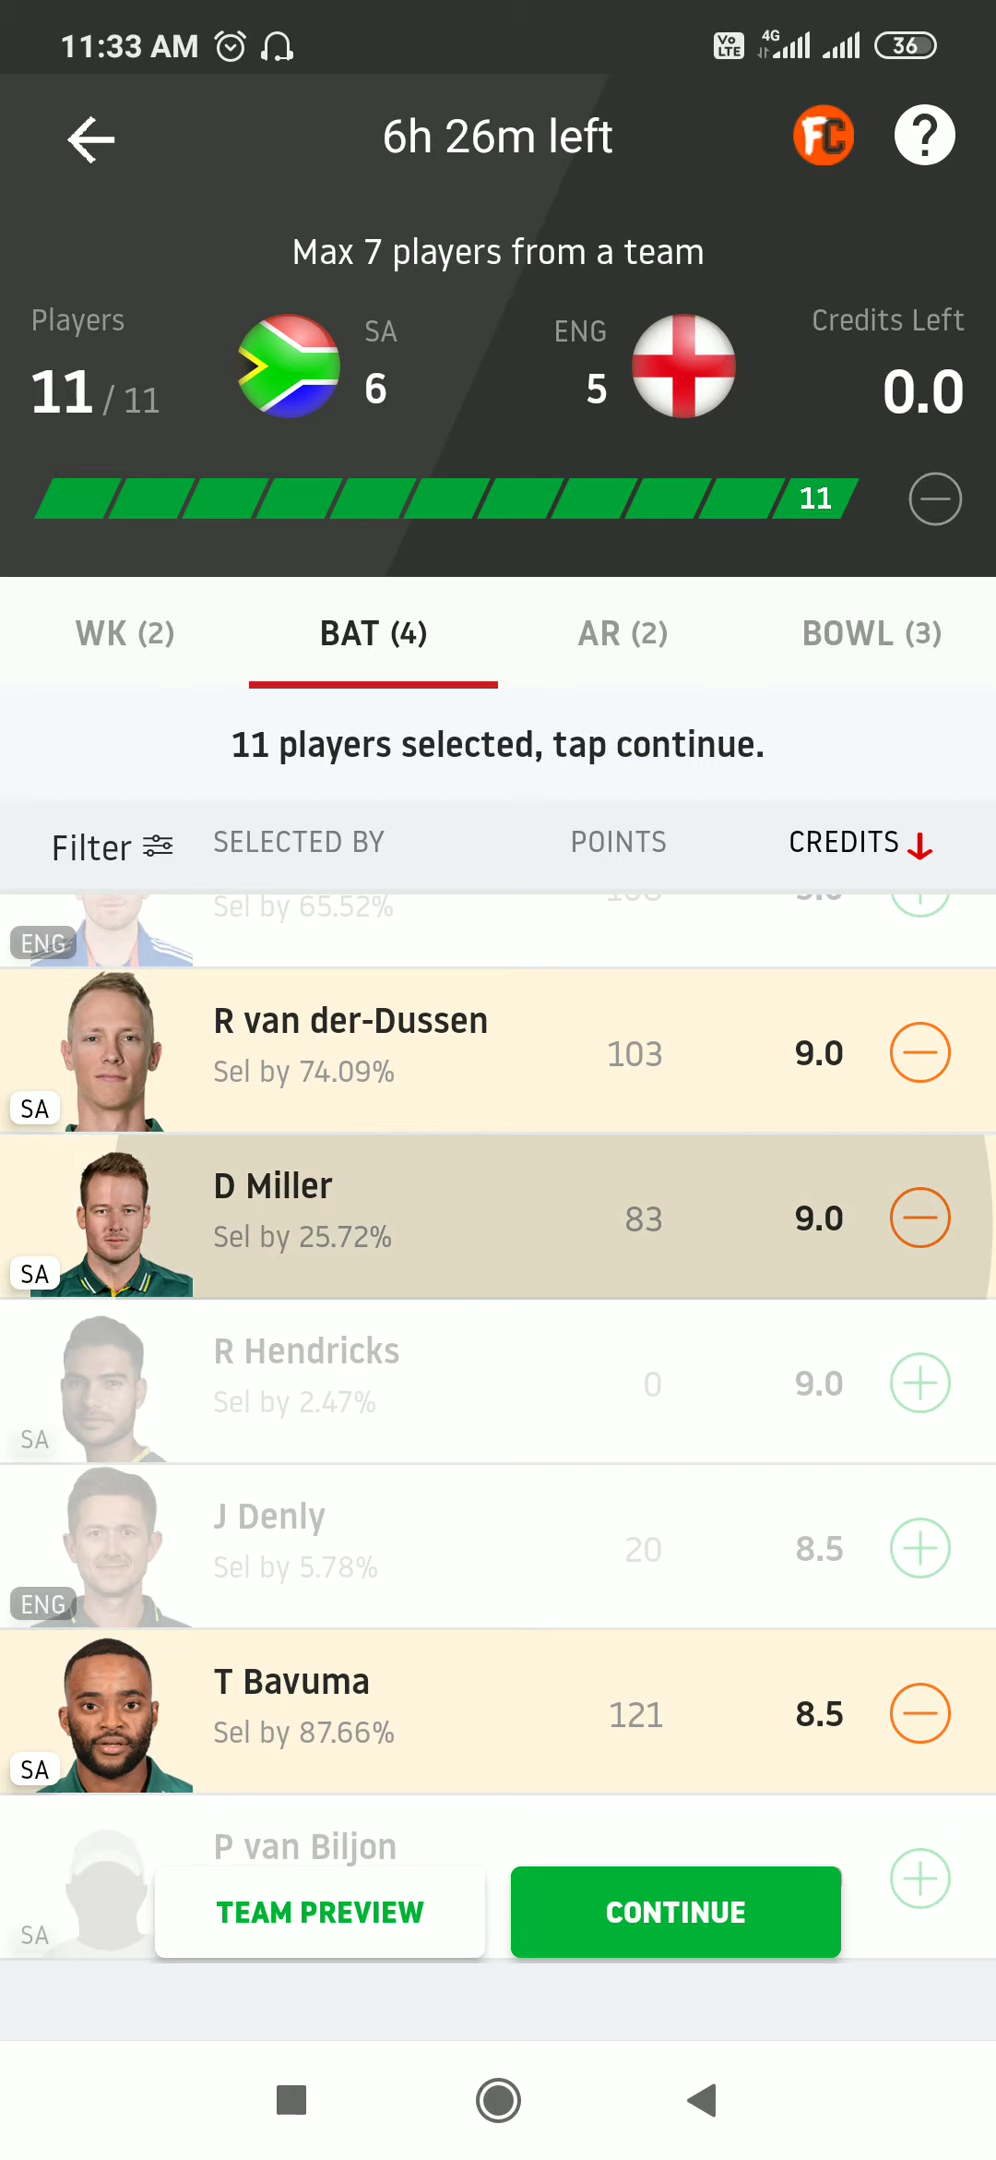 11:33 AM
Vo LTE 4G 36
6h 26m left
FC ?
Max 7 players from a team
Players SA ENG Credits Left
11 / 11 6 5 0.0
11
WK (2) BAT (4) AR (2) BOWL (3)
11 players selected, tap continue.
Filter SELECTED BY POINTS CREDITS
Sel by 65.52%
ENG
R van der-Dussen
Sel by 74.09% 103 9.0
SA
D Miller
Sel by 25.72% 83 9.0
SA
R Hendricks
Sel by 2.47% 0 9.0
SA
J Denly
Sel by 5.78% 20 8.5
ENG
T Bavuma
Sel by 87.66% 121 8.5
SA
P van Biljon
SA
TEAM PREVIEW CONTINUE